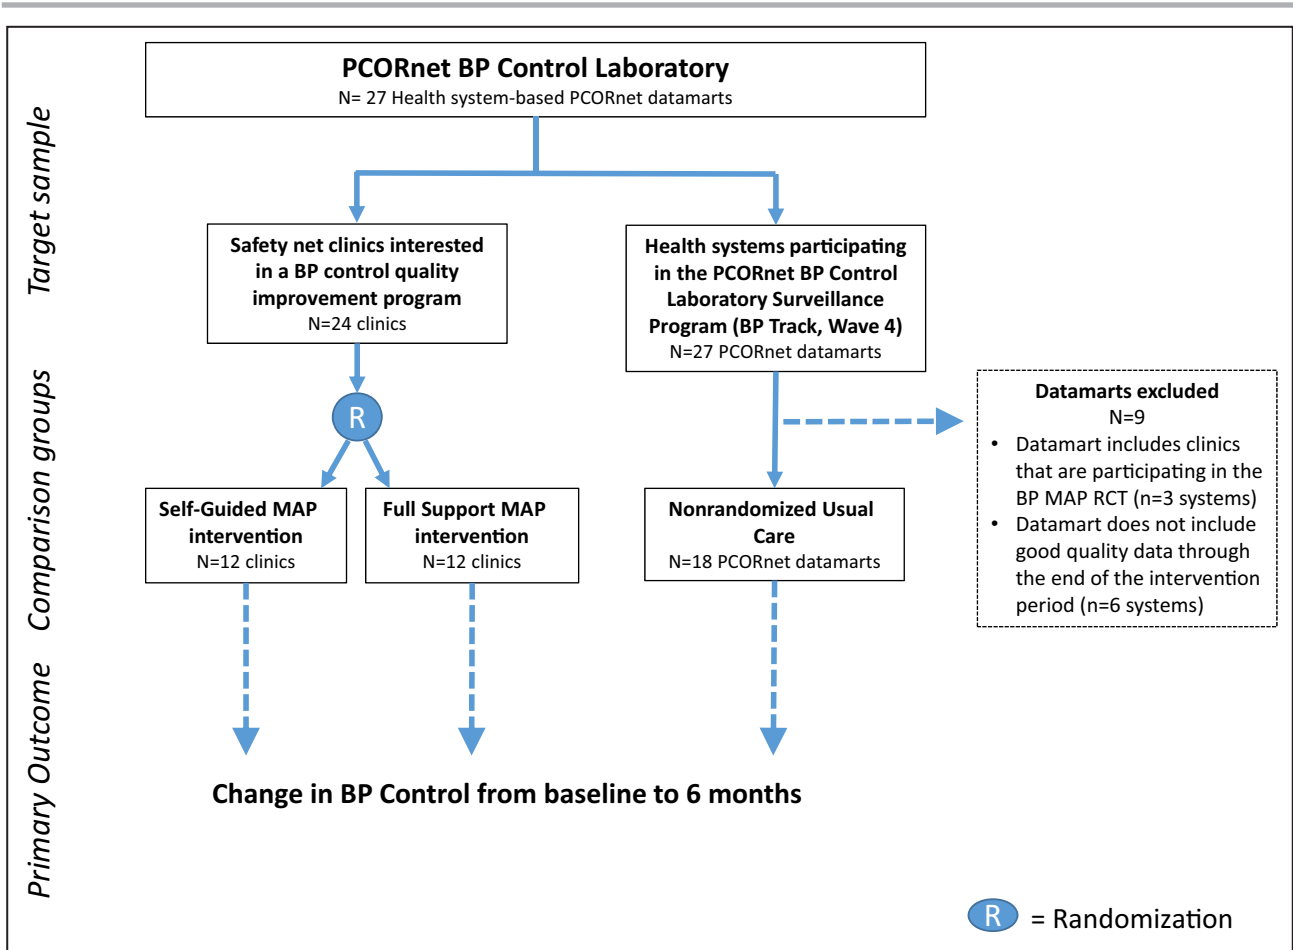 PCORnet BP Control Laboratory
N= 27 Health system-based PCORnet datamarts
Target sample
Safety net clinics interested
in a BP control quality
improvement program
N=24 clinics
Health systems participating
in the PCORnet BP Control
Laboratory Surveillance
Program (BP Track, Wave 4)
N=27 PCORnet datamarts
Comparison groups
R
Datamarts excluded
N=9
• Datamart includes clinics
that are participating in the
BP MAP RCT (n=3 systems)
• Datamart does not include
good quality data through
the end of the intervention
period (n=6 systems)
Self-Guided MAP
intervention
N=12 clinics
Full Support MAP
intervention
N=12 clinics
Nonrandomized Usual
Care
N=18 PCORnet datamarts
Primary Outcome
Change in BP Control from baseline to 6 months
R = Randomization